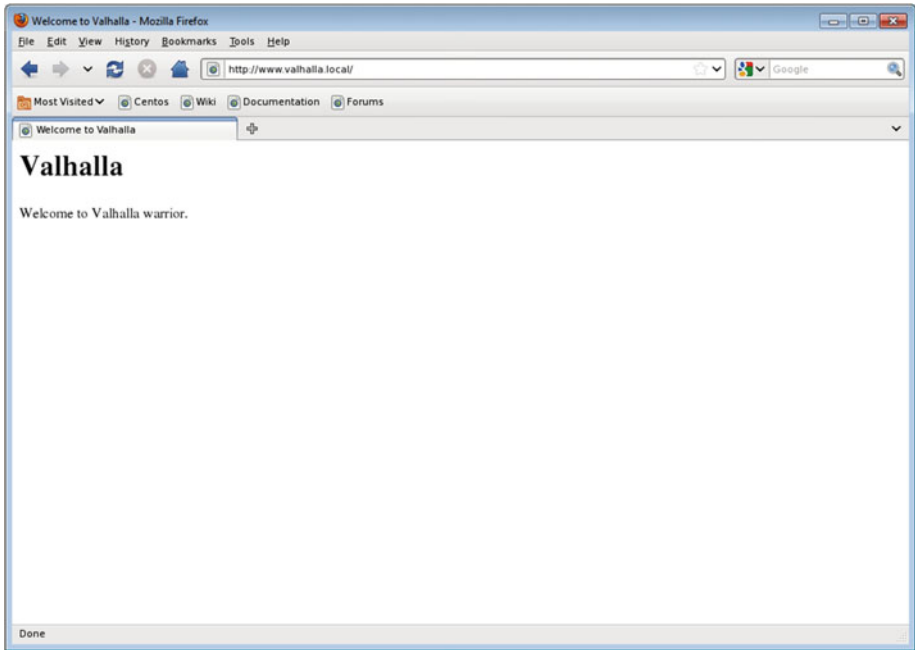 Welcome to Valhalla - Mozilla Firefox
File Edit View History Bookmarks Tools Help
http://www.valhalla.local/ Google
Most Visited Centos Wiki Documentation Forums
Welcome to Valhalla
Valhalla
Welcome to Valhalla warrior.
Done